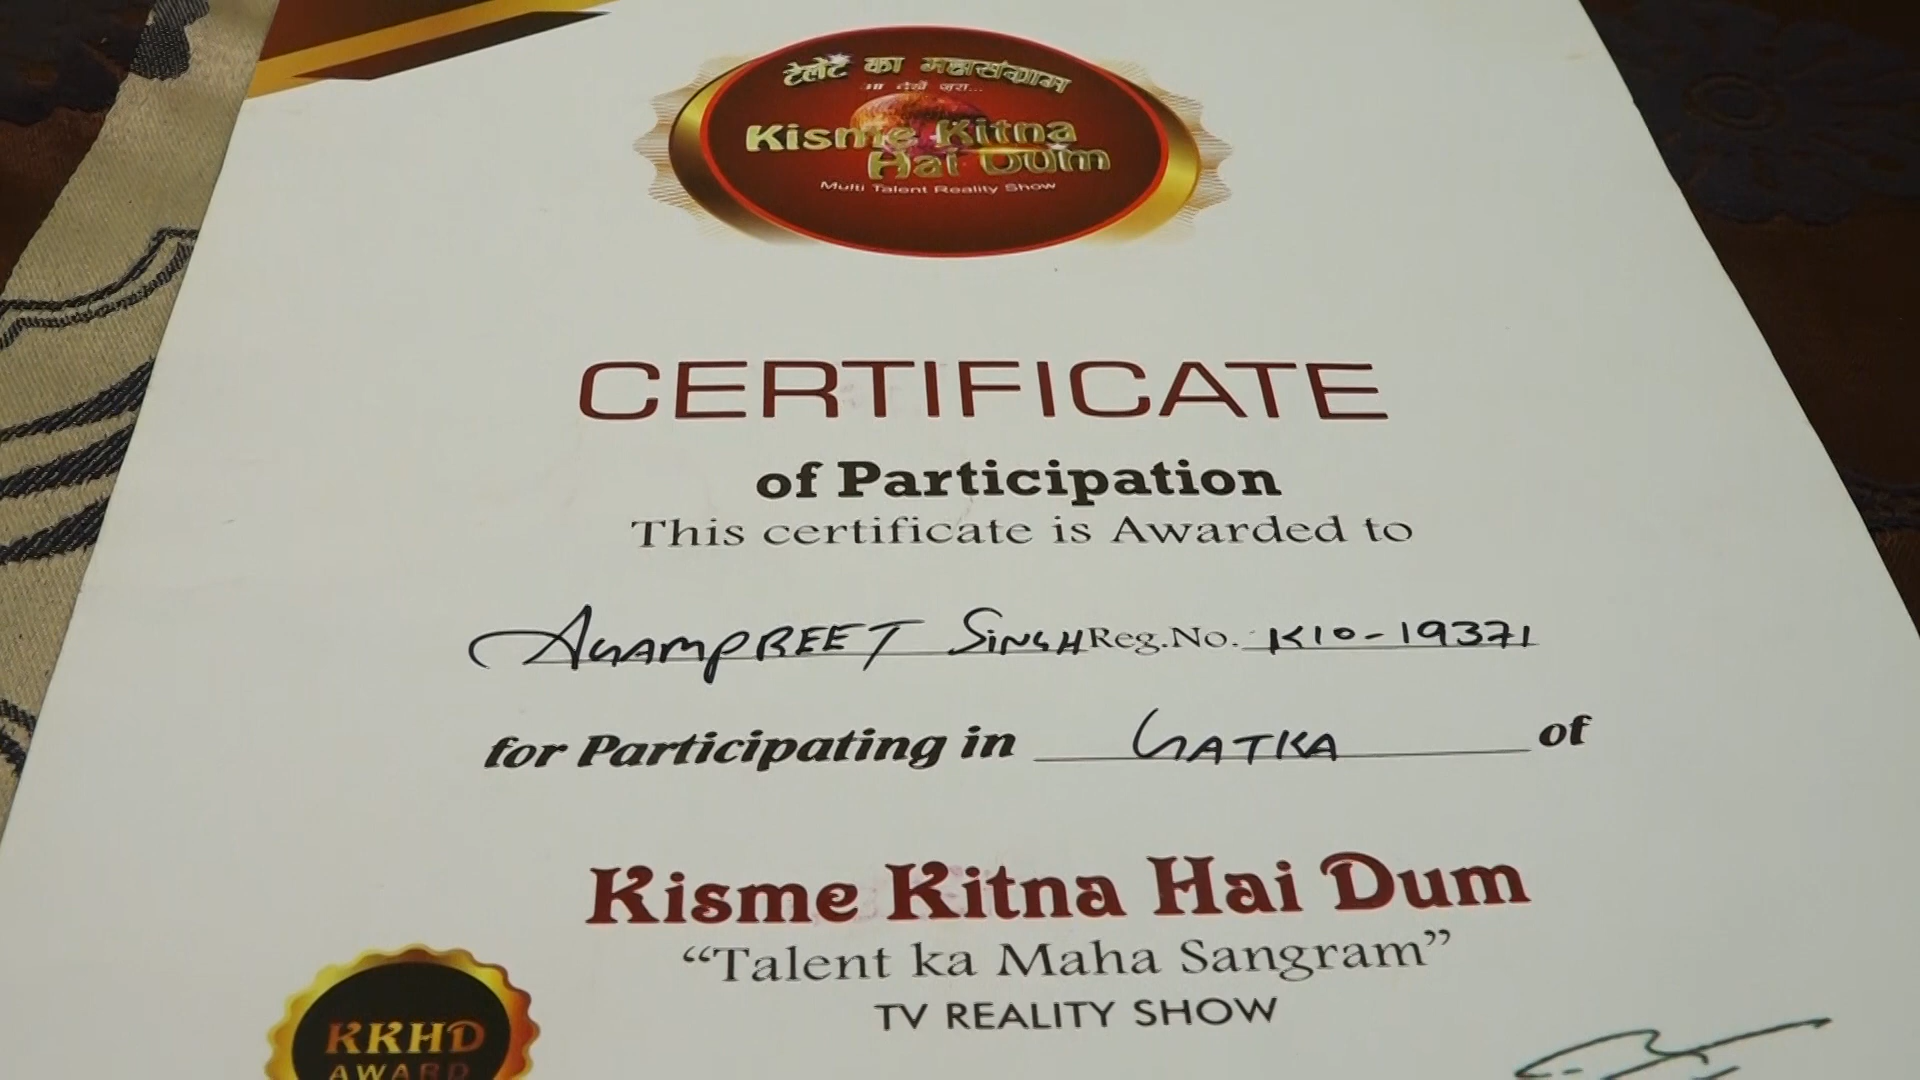 टेलेंट का महासंग्राम
आ देखें ज़रा...
Kisme Kitna
Hai Dum
Multi Talent Reality Show
CERTIFICATE
of Participation
This certificate is Awarded to
AGAMPREET SINGH Reg.No. K10-19371
for Participating in GATKA of
Kisme Kitna Hai Dum
“Talent ka Maha Sangram”
TV REALITY SHOW
KKHD
AWARD